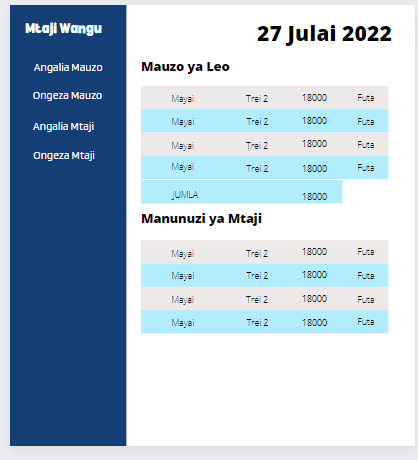 Mtaji Wangu
Angalia Mauzo
Ongeza Mauzo
Angalia Mtaji
Ongeza Mtaji
27 Julai 2022
Mauzo ya Leo
Mayai Trei 2 18000 Futa
Mayai Trei 2 18000 Futa
Mayai Trei 2 18000 Futa
Mayai Trei 2 18000 Futa
JUMLA 18000
Manunuzi ya Mtaji
Mayai Trei 2 18000 Futa
Mayai Trei 2 18000 Futa
Mayai Trei 2 18000 Futa
Mayai Trei 2 18000 Futa